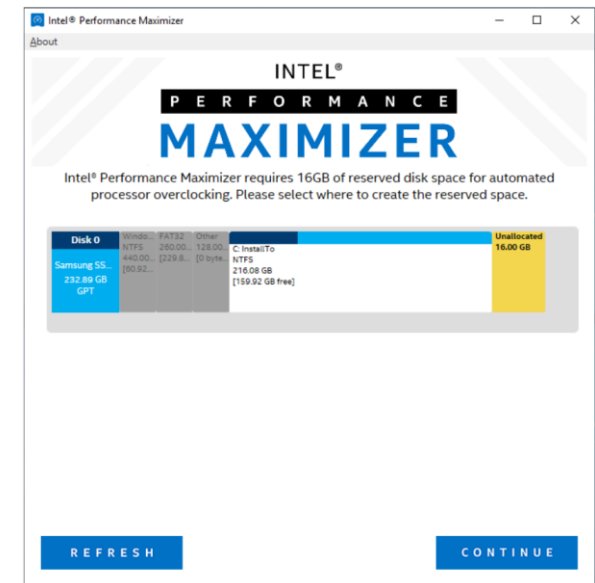 Intel® Performance Maximizer
About
INTEL®
PERFORMANCE
MAXIMIZER
Intel® Performance Maximizer requires 16GB of reserved disk space for automated
processor overclocking. Please select where to create the reserved space.
Disk 0
Samsung SS...
232.89 GB
GPT
Windo...
NTFS
440.00...
[60.92...
FAT32
260.00...
[229.8...
Other
128.00...
[0 byte...
C: InstallTo
NTFS
216.08 GB
[159.92 GB free]
Unallocated
16.00 GB
REFRESH
CONTINUE